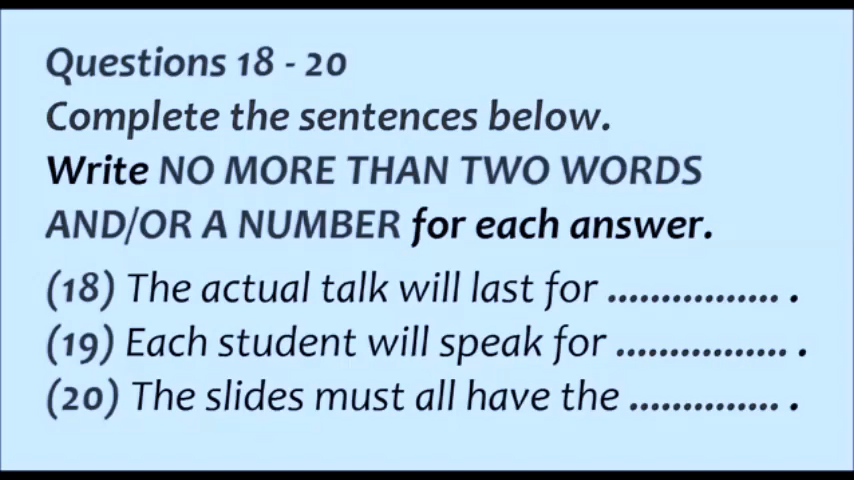 Questions 18 - 20
Complete the sentences below.
Write NO MORE THAN TWO WORDS
AND/OR A NUMBER for each answer.
(18) The actual talk will last for ................ .
(19) Each student will speak for ................ .
(20) The slides must all have the .............. .